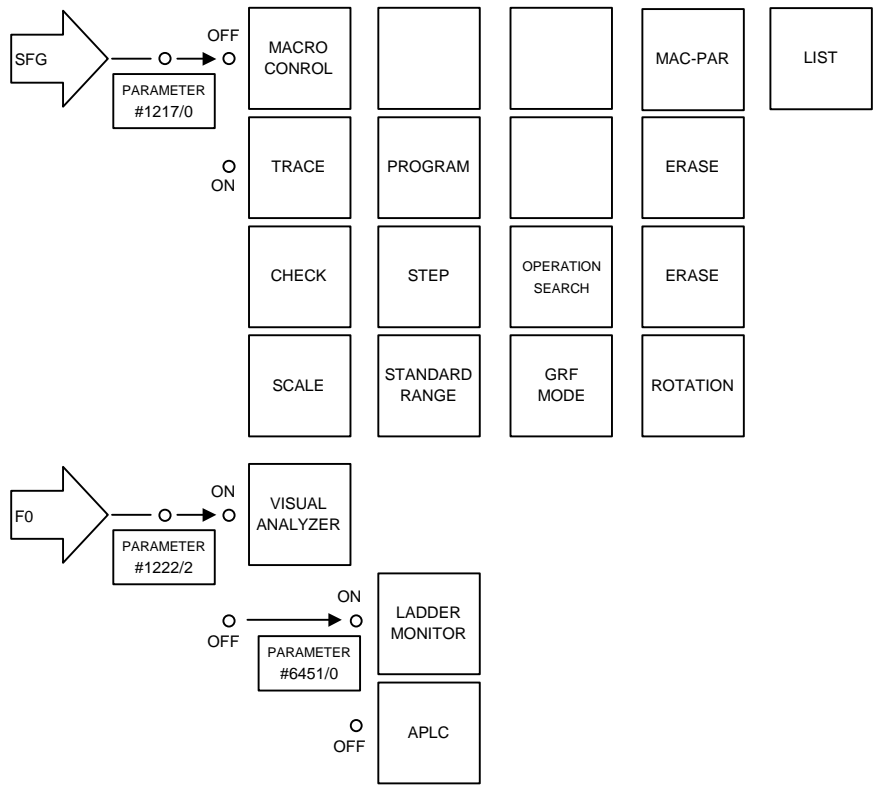 OFF
SFG
MACRO
CONROL
MAC-PAR
LIST
PARAMETER
#1217/0
ON
TRACE
PROGRAM
ERASE
CHECK
STEP
OPERATION
SEARCH
ERASE
SCALE
STANDARD
RANGE
GRF
MODE
ROTATION
ON
F0
VISUAL
ANALYZER
PARAMETER
#1222/2
ON
OFF
LADDER
MONITOR
PARAMETER
#6451/0
OFF
APLC